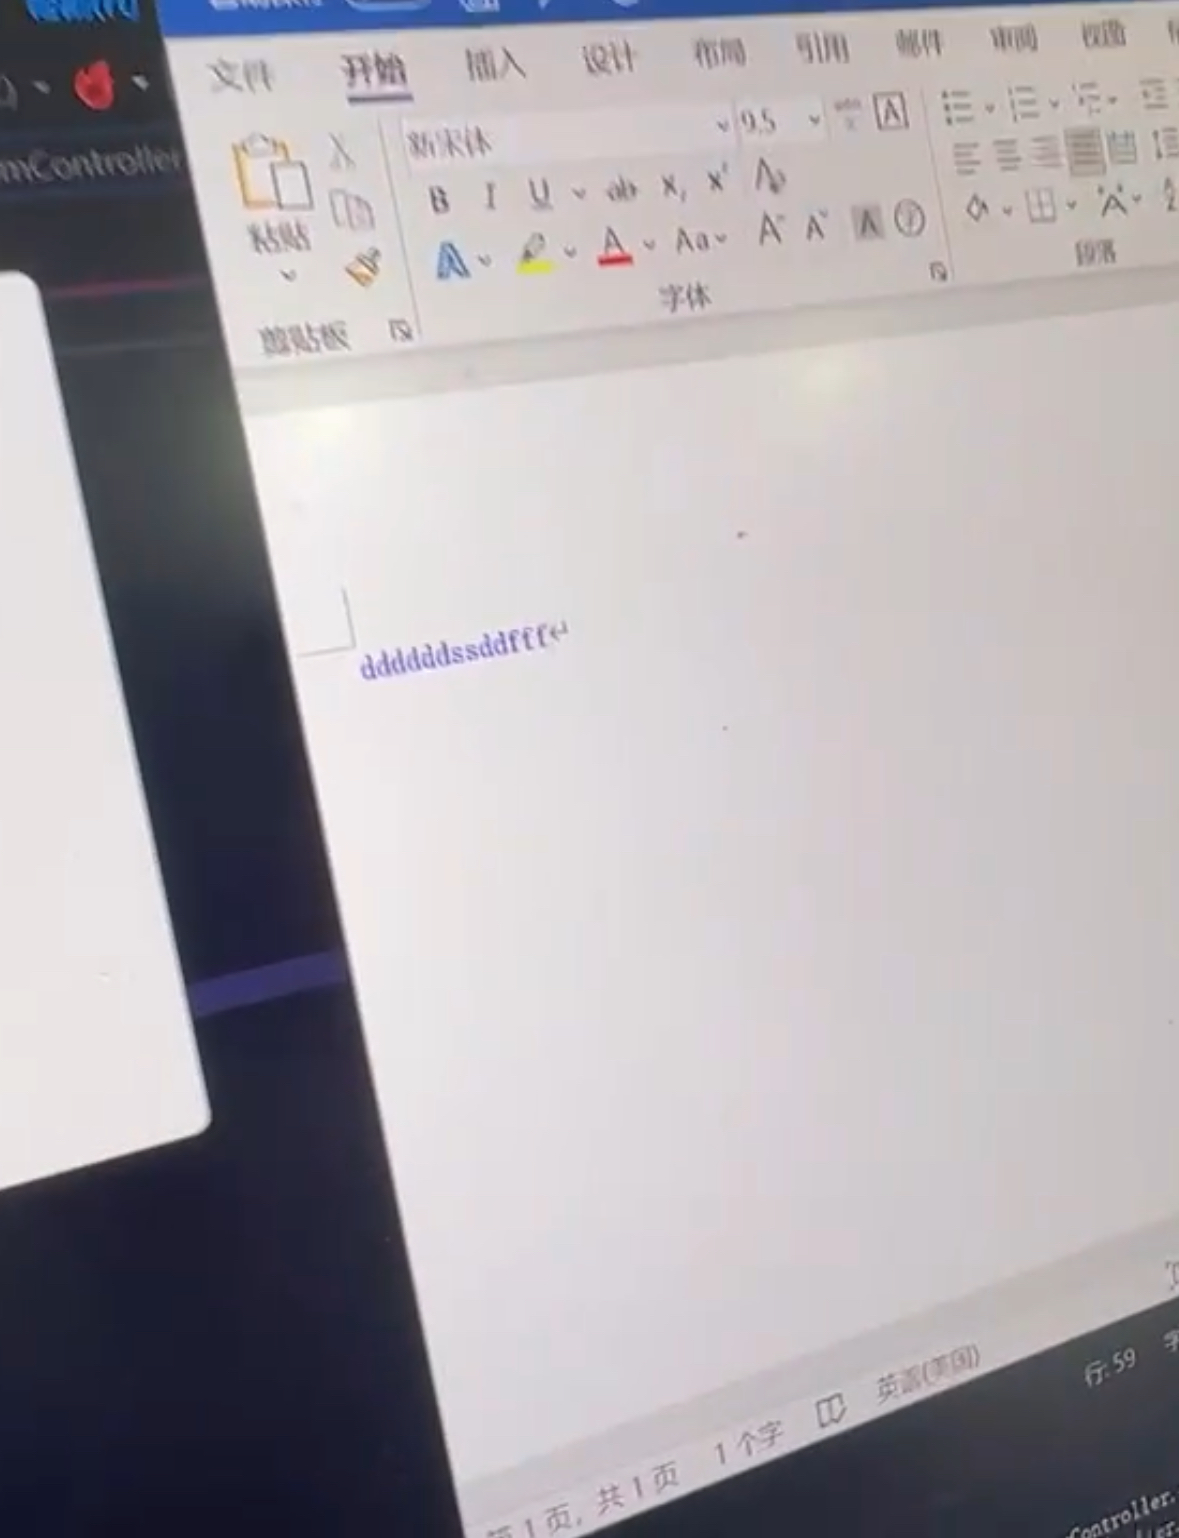 mController
文件 开始 插入 设计 布局 引用 邮件 审阅 视图
新宋体 9.5
粘贴
剪贴板 字体 段落
ddddddssddfff
第1页, 共1页 1个字 英语(美国)
行: 59
Controller.